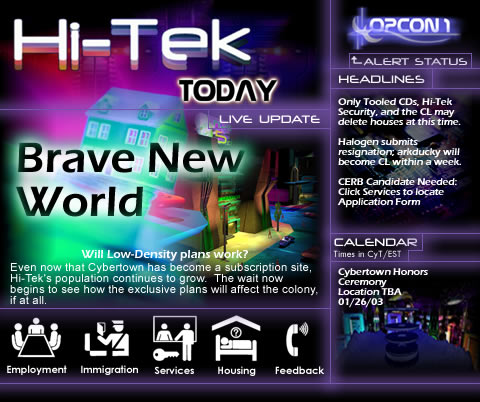 Hi-Tek
TODAY
LIVE UPDATE
Brave New
World
Will Low-Density plans work?
Even now that Cybertown has become a subscription site,
Hi-Tek's population continues to grow. The wait now
begins to see how the exclusive plans will affect the colony,
if at all.
Employment
Immigration
Services
?
Housing
Feedback
OPCON 1
ALERT STATUS
HEADLINES
Only Tooled CDs, Hi-Tek
Security, and the CL may
delete houses at this time.
Halogen submits
resignation; arkducky will
become CL within a week.
CERB Candidate Needed:
Click Services to locate
Application Form
CALENDAR
Times in CyT/EST
Cybertown Honors
Ceremony
Location TBA
01/26/03